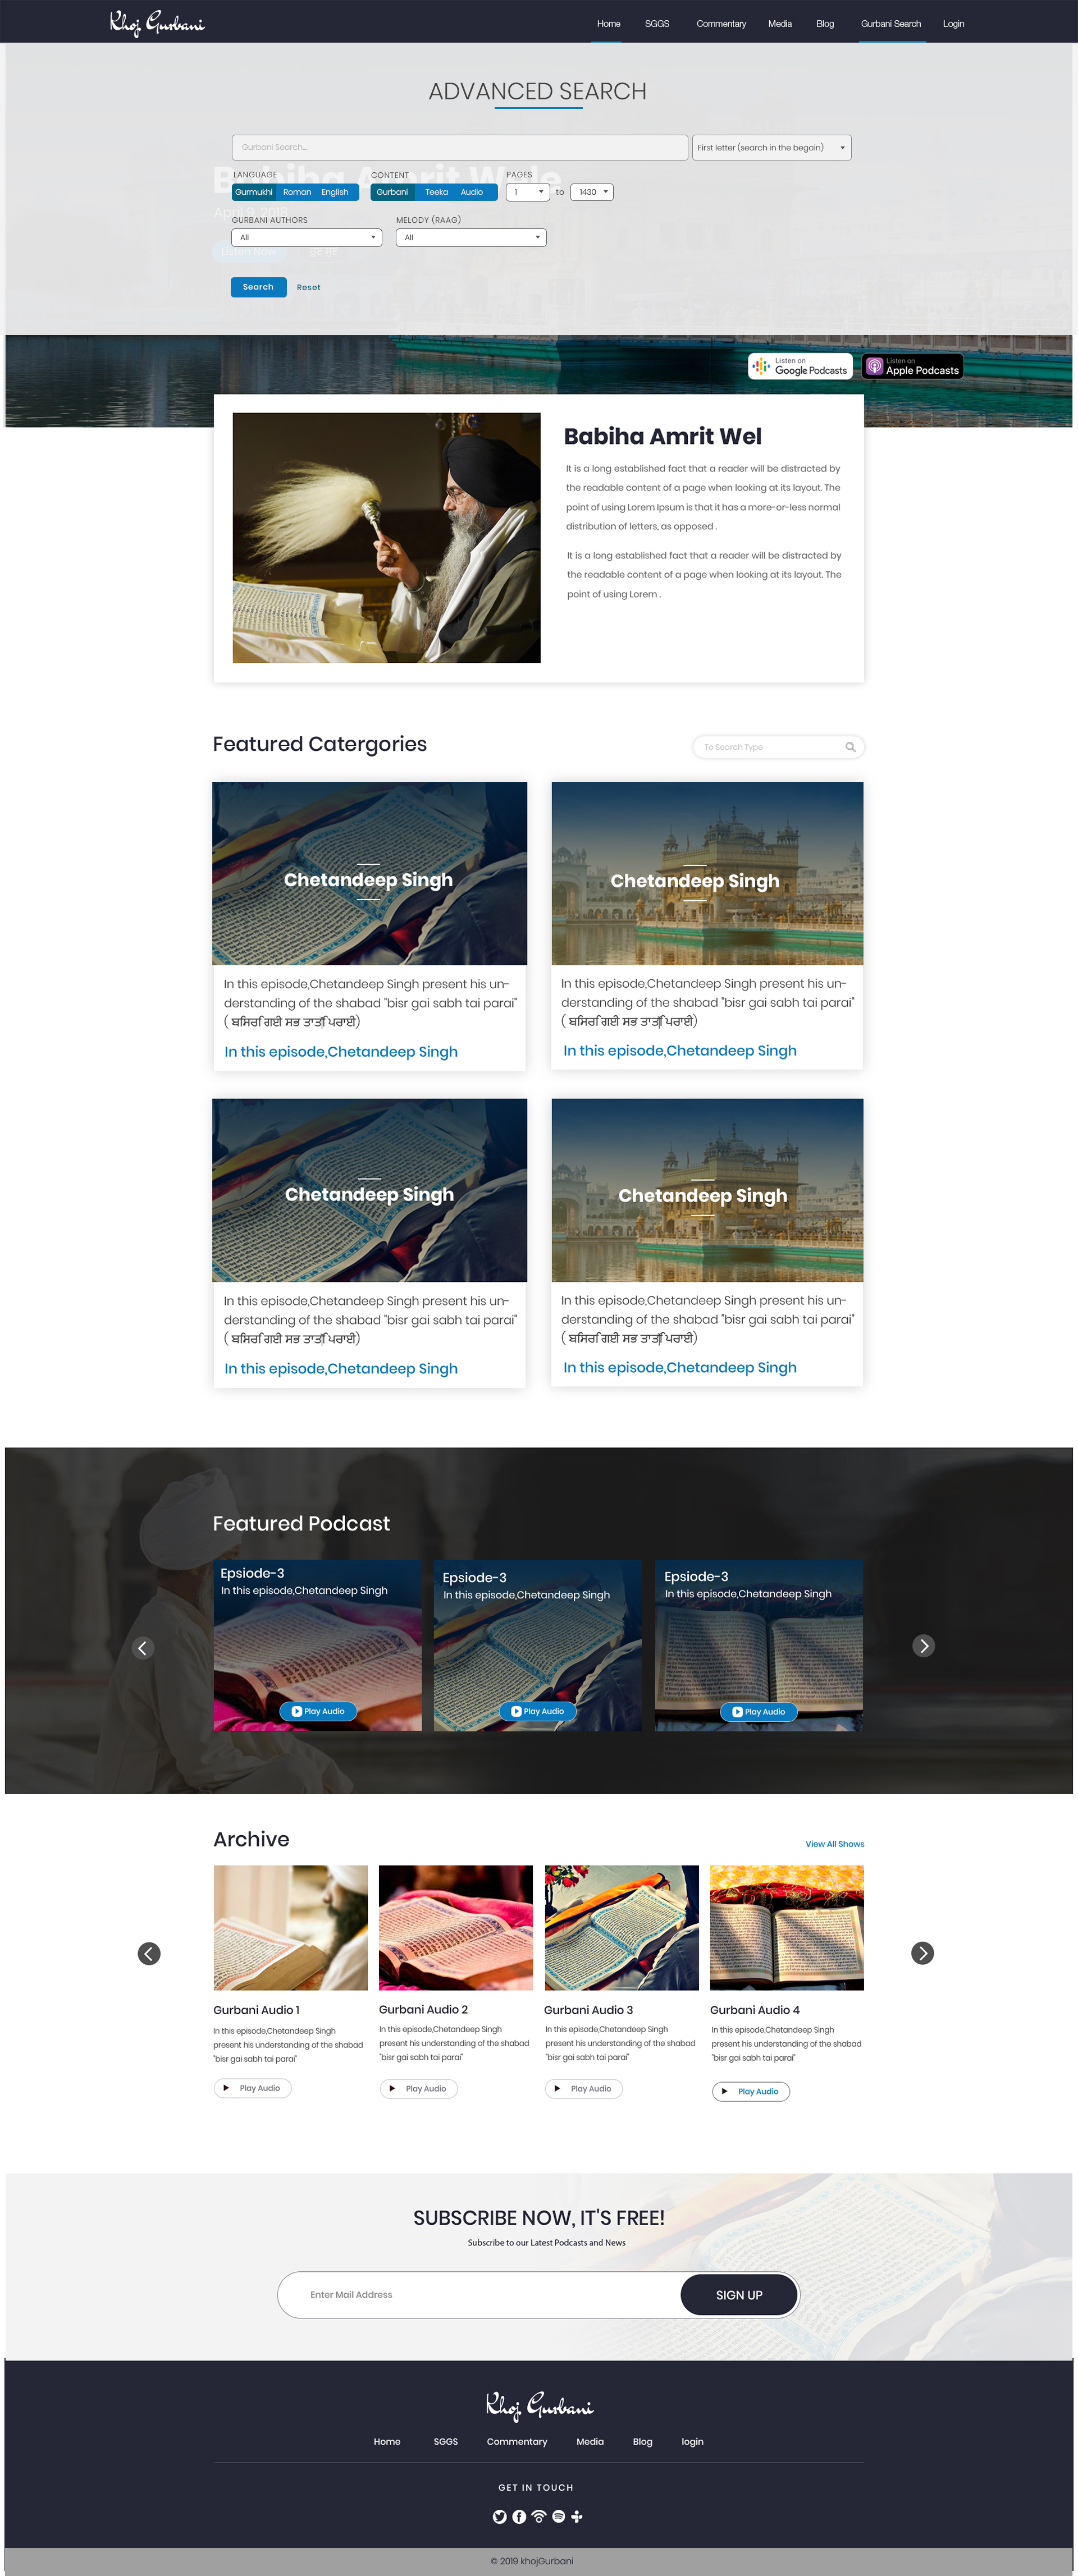 Khoj Gurbani
Home SGGS Commentary Media Blog Gurbani Search Login
ADVANCED SEARCH
Gurbani Search...
First letter (search in the begain)
LANGUAGE
CONTENT
PAGES
Gurmukhi Roman English
Gurbani Teeka Audio
1 to 1430
April 9, 2018
GURBANI AUTHORS
MELODY (RAAG)
All
All
Listen Now
Search Reset
Listen on
Google Podcasts
Listen on
Apple Podcasts
Babiha Amrit Wel
It is a long established fact that a reader will be distracted by
the readable content of a page when looking at its layout. The
point of using Lorem Ipsum is that it has a more-or-less normal
distribution of letters, as opposed .
It is a long established fact that a reader will be distracted by
the readable content of a page when looking at its layout. The
point of using Lorem .
Featured Catergories
To Search Type
Chetandeep Singh
In this episode,Chetandeep Singh present his un-
derstanding of the shabad "bisr gai sabh tai parai"
( ਬਸਿਰ ਗਿਈ ਸਭ ਤਾਤਿ ਪਰਾਈ)
In this episode,Chetandeep Singh
Chetandeep Singh
In this episode,Chetandeep Singh present his un-
derstanding of the shabad "bisr gai sabh tai parai"
( ਬਸਿਰ ਗਿਈ ਸਭ ਤਾਤਿ ਪਰਾਈ)
In this episode,Chetandeep Singh
Chetandeep Singh
In this episode,Chetandeep Singh present his un-
derstanding of the shabad "bisr gai sabh tai parai"
( ਬਸਿਰ ਗਿਈ ਸਭ ਤਾਤਿ ਪਰਾਈ)
In this episode,Chetandeep Singh
Chetandeep Singh
In this episode,Chetandeep Singh present his un-
derstanding of the shabad "bisr gai sabh tai parai"
( ਬਸਿਰ ਗਿਈ ਸਭ ਤਾਤਿ ਪਰਾਈ)
In this episode,Chetandeep Singh
Featured Podcast
Epsiode-3
In this episode,Chetandeep Singh
Play Audio
Epsiode-3
In this episode,Chetandeep Singh
Play Audio
Epsiode-3
In this episode,Chetandeep Singh
Play Audio
Archive
View All Shows
Gurbani Audio 1
In this episode,Chetandeep Singh
present his understanding of the shabad
"bisr gai sabh tai parai"
Play Audio
Gurbani Audio 2
In this episode,Chetandeep Singh
present his understanding of the shabad
"bisr gai sabh tai parai"
Play Audio
Gurbani Audio 3
In this episode,Chetandeep Singh
present his understanding of the shabad
"bisr gai sabh tai parai"
Play Audio
Gurbani Audio 4
In this episode,Chetandeep Singh
present his understanding of the shabad
"bisr gai sabh tai parai"
Play Audio
SUBSCRIBE NOW, IT'S FREE!
Subscribe to our Latest Podcasts and News
Enter Mail Address
SIGN UP
Khoj Gurbani
Home SGGS Commentary Media Blog login
GET IN TOUCH
© 2019 khojGurbani